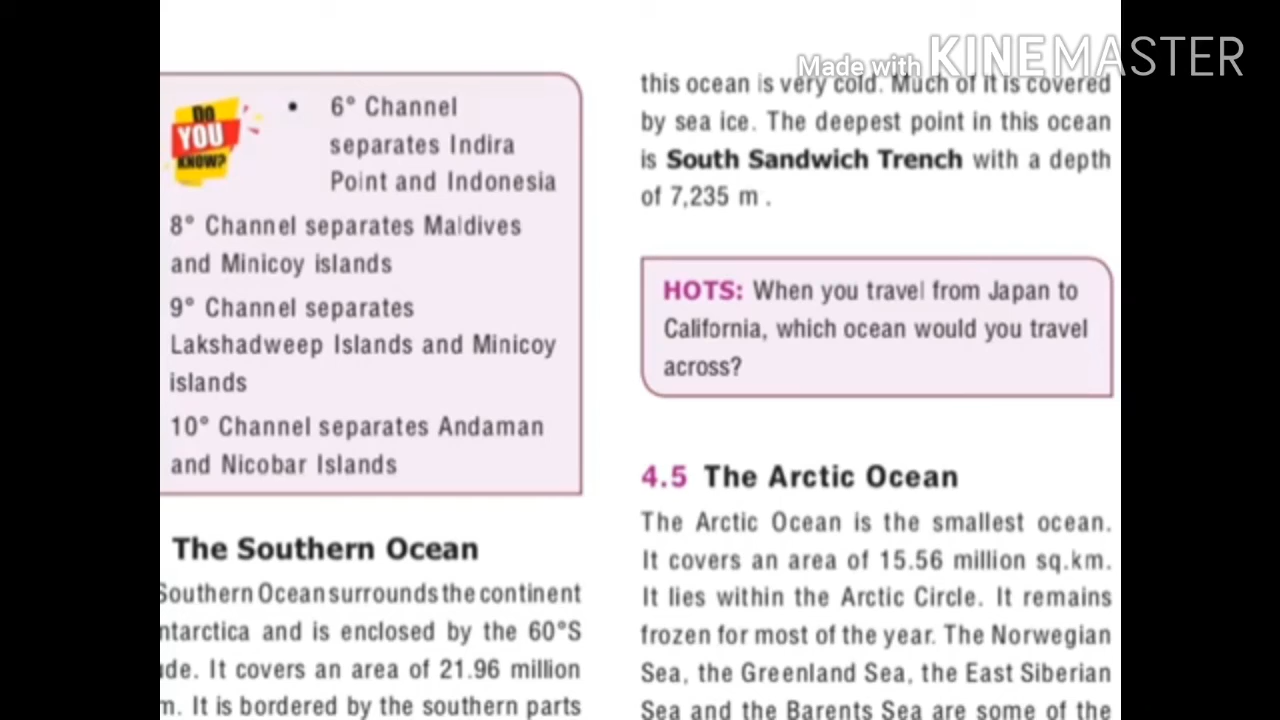 Made with KINEMASTER
DO
YOU
KNOW?
• 6° Channel
separates Indira
Point and Indonesia
8° Channel separates Maldives
and Minicoy islands
9° Channel separates
Lakshadweep Islands and Minicoy
islands
10° Channel separates Andaman
and Nicobar Islands
The Southern Ocean
Southern Ocean surrounds the continent
ntarctica and is enclosed by the 60°S
de. It covers an area of 21.96 million
m. It is bordered by the southern parts
this ocean is very cold. Much of it is covered
by sea ice. The deepest point in this ocean
is South Sandwich Trench with a depth
of 7,235 m .
HOTS: When you travel from Japan to
California, which ocean would you travel
across?
4.5 The Arctic Ocean
The Arctic Ocean is the smallest ocean.
It covers an area of 15.56 million sq.km.
It lies within the Arctic Circle. It remains
frozen for most of the year. The Norwegian
Sea, the Greenland Sea, the East Siberian
Sea and the Barents Sea are some of the